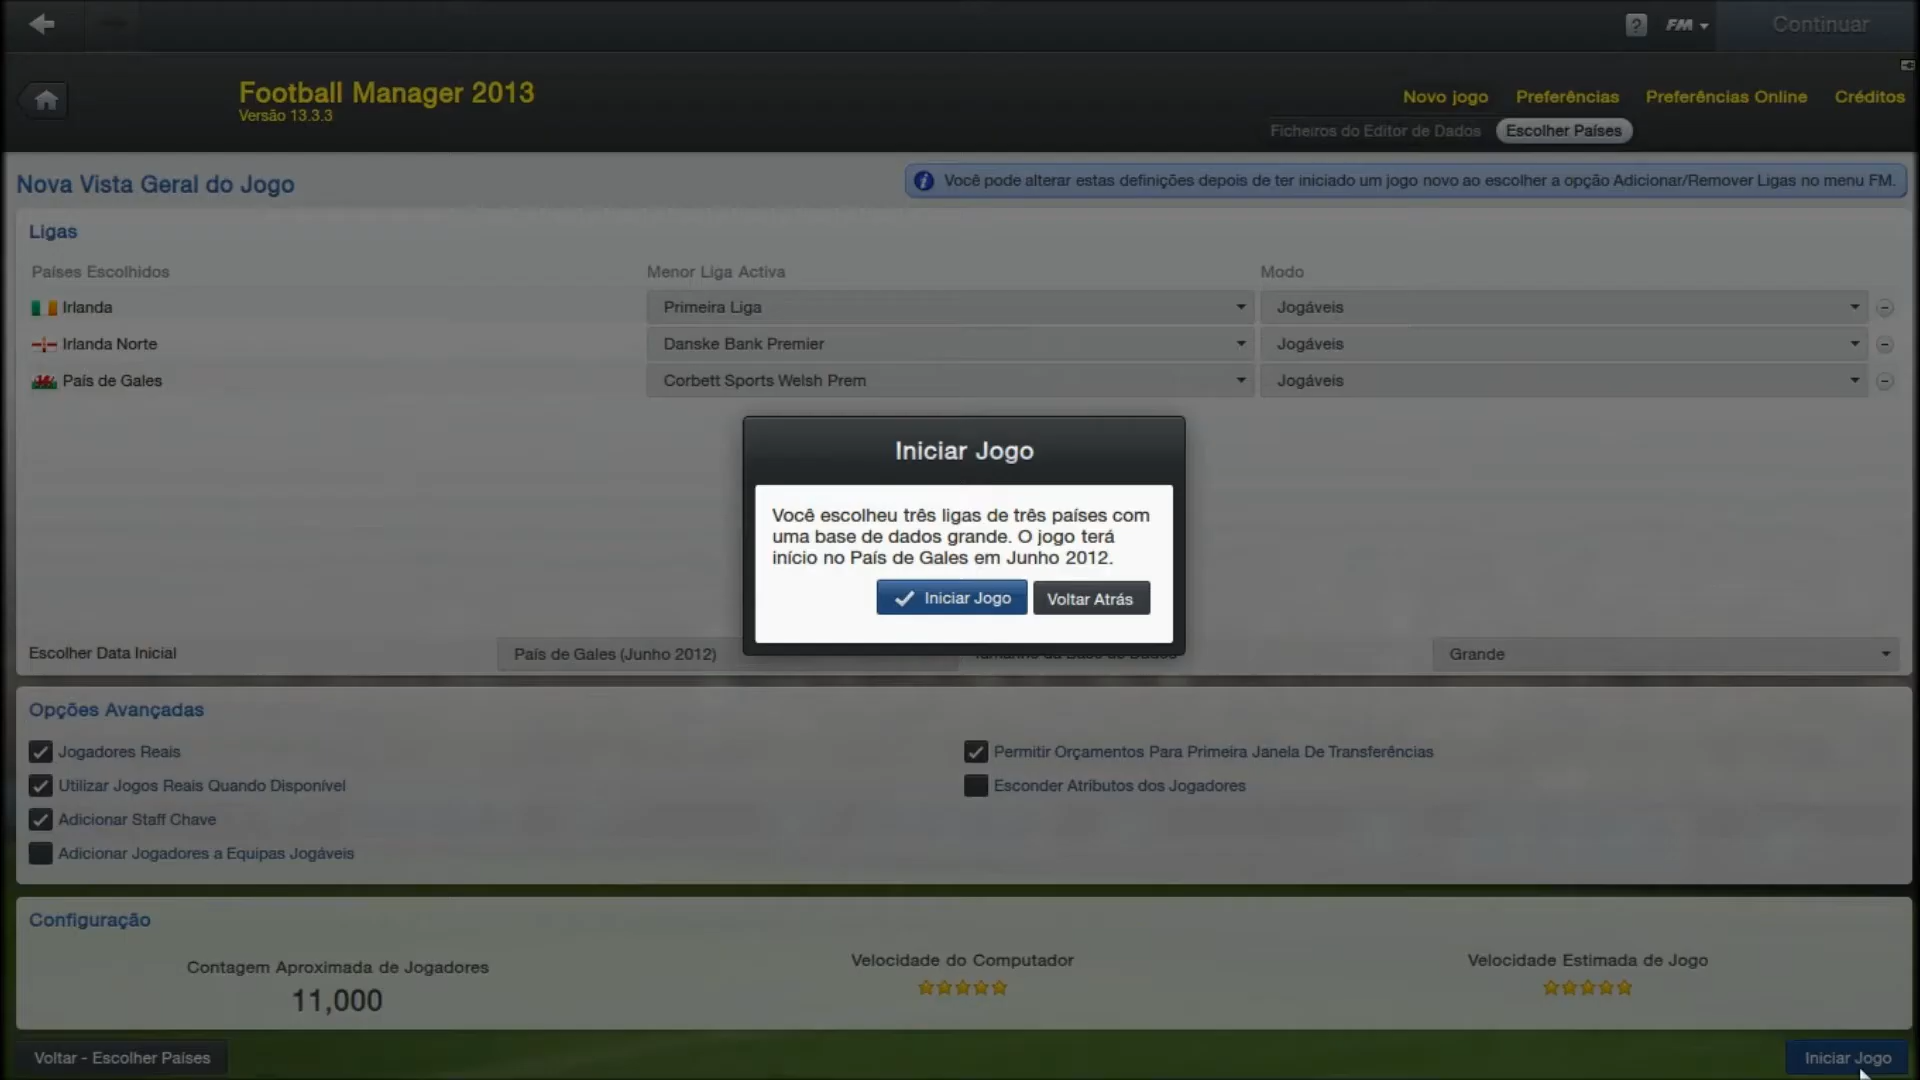 ? FM Continuar
Football Manager 2013
Versão 13.3.3
Novo jogo Preferências Preferências Online Créditos
Ficheiros do Editor de Dados Escolher Países
Nova Vista Geral do Jogo
Você pode alterar estas definições depois de ter iniciado um jogo novo ao escolher a opção Adicionar/Remover Ligas no menu FM.
Ligas
Países Escolhidos Menor Liga Activa Modo
Irlanda Primeira Liga Jogáveis
Irlanda Norte Danske Bank Premier Jogáveis
País de Gales Corbett Sports Welsh Prem Jogáveis
Iniciar Jogo
Você escolheu três ligas de três países com
uma base de dados grande. O jogo terá
início no País de Gales em Junho 2012.
Iniciar Jogo Voltar Atrás
Escolher Data Inicial País de Gales (Junho 2012) Tamanho da Base de Dados Grande
Opções Avançadas
Jogadores Reais
Utilizar Jogos Reais Quando Disponível
Adicionar Staff Chave
Adicionar Jogadores a Equipas Jogáveis
Permitir Orçamentos Para Primeira Janela De Transferências
Esconder Atributos dos Jogadores
Configuração
Contagem Aproximada de Jogadores
11,000
Velocidade do Computador
Velocidade Estimada de Jogo
Voltar - Escolher Países Iniciar Jogo